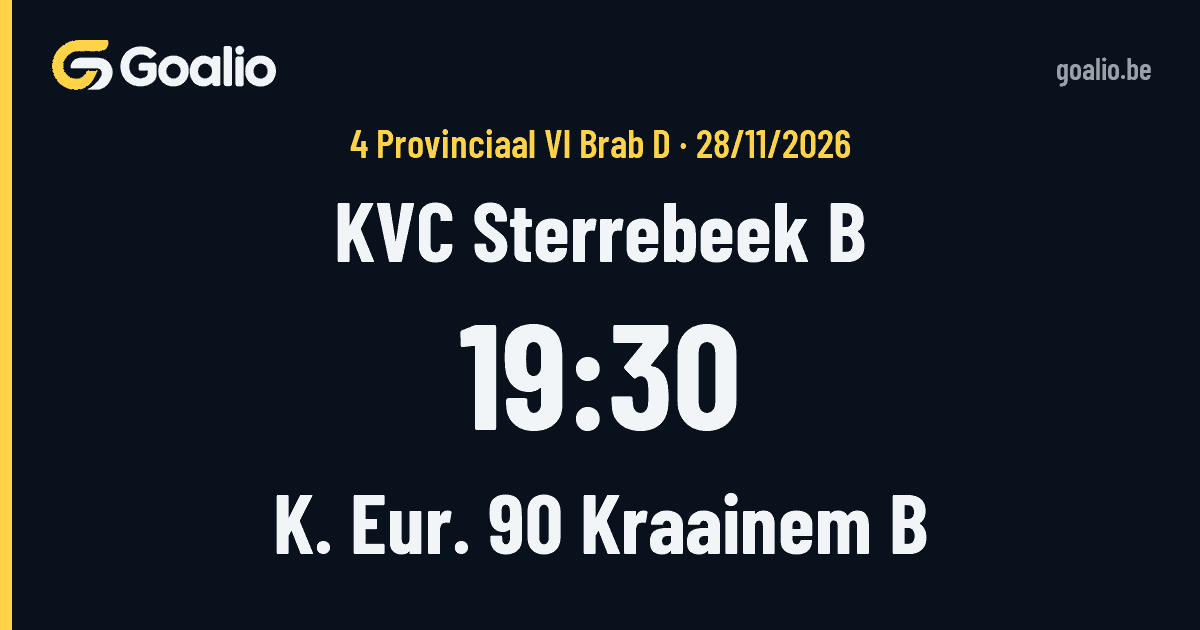 Goalio
goalio.be
4 Provinciaal Vl Brab D · 28/11/2026
KVC Sterrebeek B
19:30
K. Eur. 90 Kraainem B